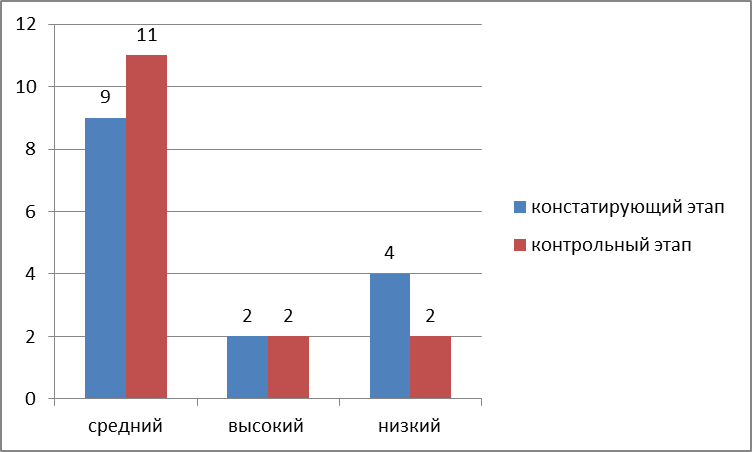 12
10
8
6
4
2
0
9
11
2
2
4
2
средний
высокий
низкий
констатирующий этап
контрольный этап